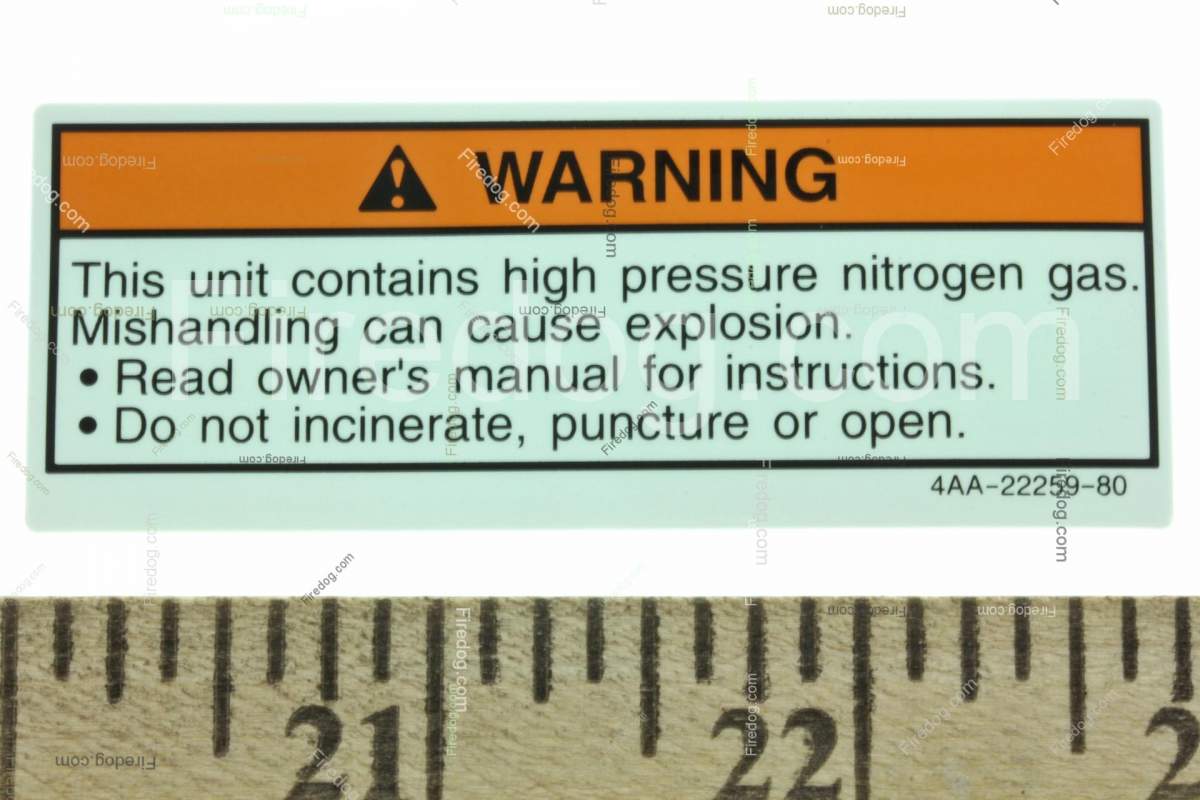 WARNING
This unit contains high pressure nitrogen gas.
Mishandling can cause explosion.
• Read owner's manual for instructions.
• Do not incinerate, puncture or open.
4AA-22259-80
21 22 2
Firedog.com